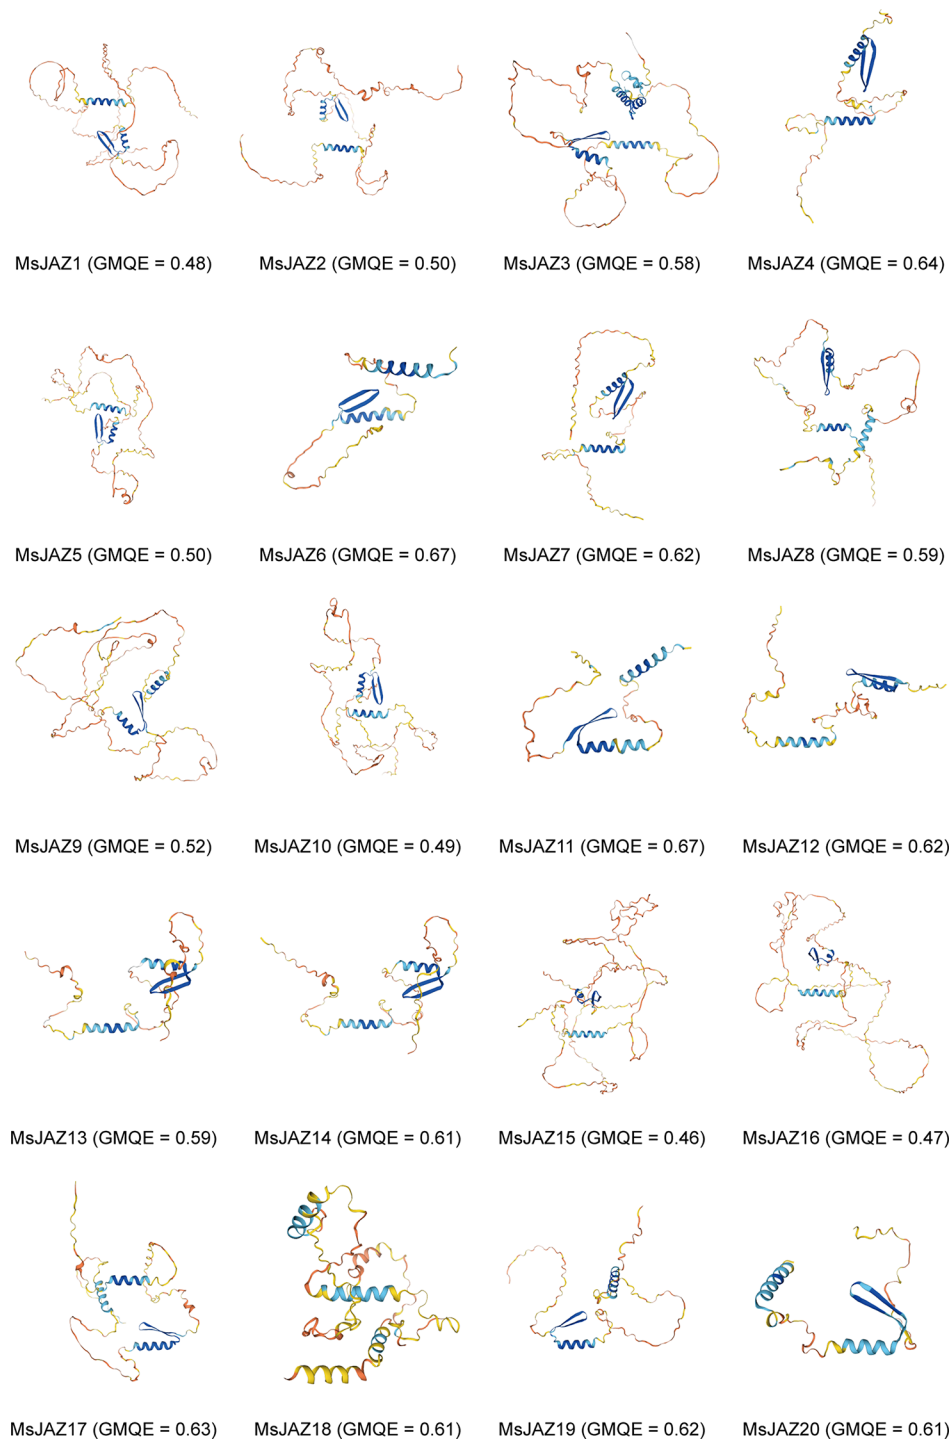 MsJAZ1 (GMQE = 0.48) MsJAZ2 (GMQE = 0.50) MsJAZ3 (GMQE = 0.58) MsJAZ4 (GMQE = 0.64)
MsJAZ5 (GMQE = 0.50) MsJAZ6 (GMQE = 0.67) MsJAZ7 (GMQE = 0.62) MsJAZ8 (GMQE = 0.59)
MsJAZ9 (GMQE = 0.52) MsJAZ10 (GMQE = 0.49) MsJAZ11 (GMQE = 0.67) MsJAZ12 (GMQE = 0.62)
MsJAZ13 (GMQE = 0.59) MsJAZ14 (GMQE = 0.61) MsJAZ15 (GMQE = 0.46) MsJAZ16 (GMQE = 0.47)
MsJAZ17 (GMQE = 0.63) MsJAZ18 (GMQE = 0.61) MsJAZ19 (GMQE = 0.62) MsJAZ20 (GMQE = 0.61)